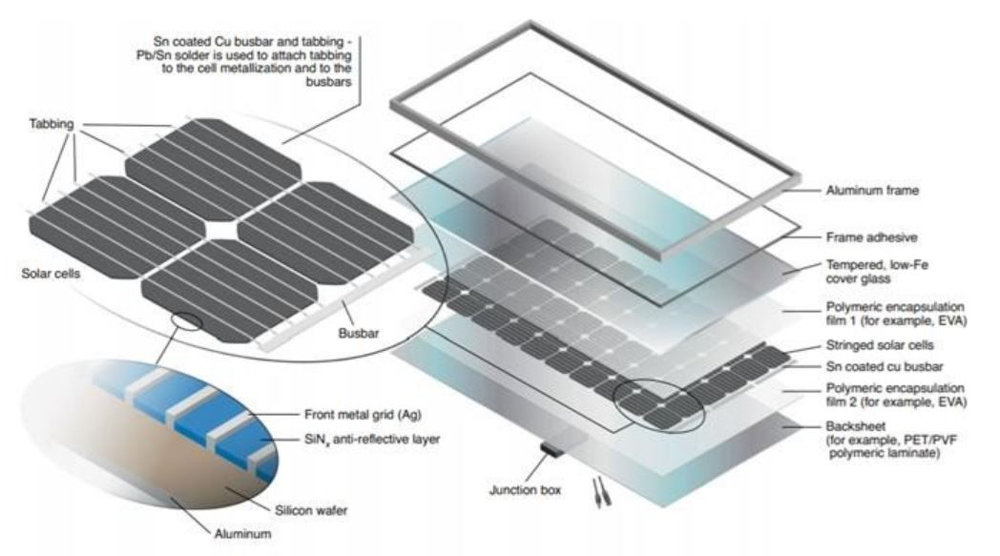 Sn coated Cu busbar and tabbing -
Pb/Sn solder is used to attach tabbing
to the cell metallization and to the
busbars
Tabbing
Solar cells
Busbar
Front metal grid (Ag)
SiNx anti-reflective layer
Silicon wafer
Aluminum
Aluminum frame
Frame adhesive
Tempered, low-Fe
cover glass
Polymeric encapsulation
film 1 (for example, EVA)
Stringed solar cells
Sn coated cu busbar
Polymeric encapsulation
film 2 (for example, EVA)
Backsheet
(for example, PET/PVF
polymeric laminate)
Junction box